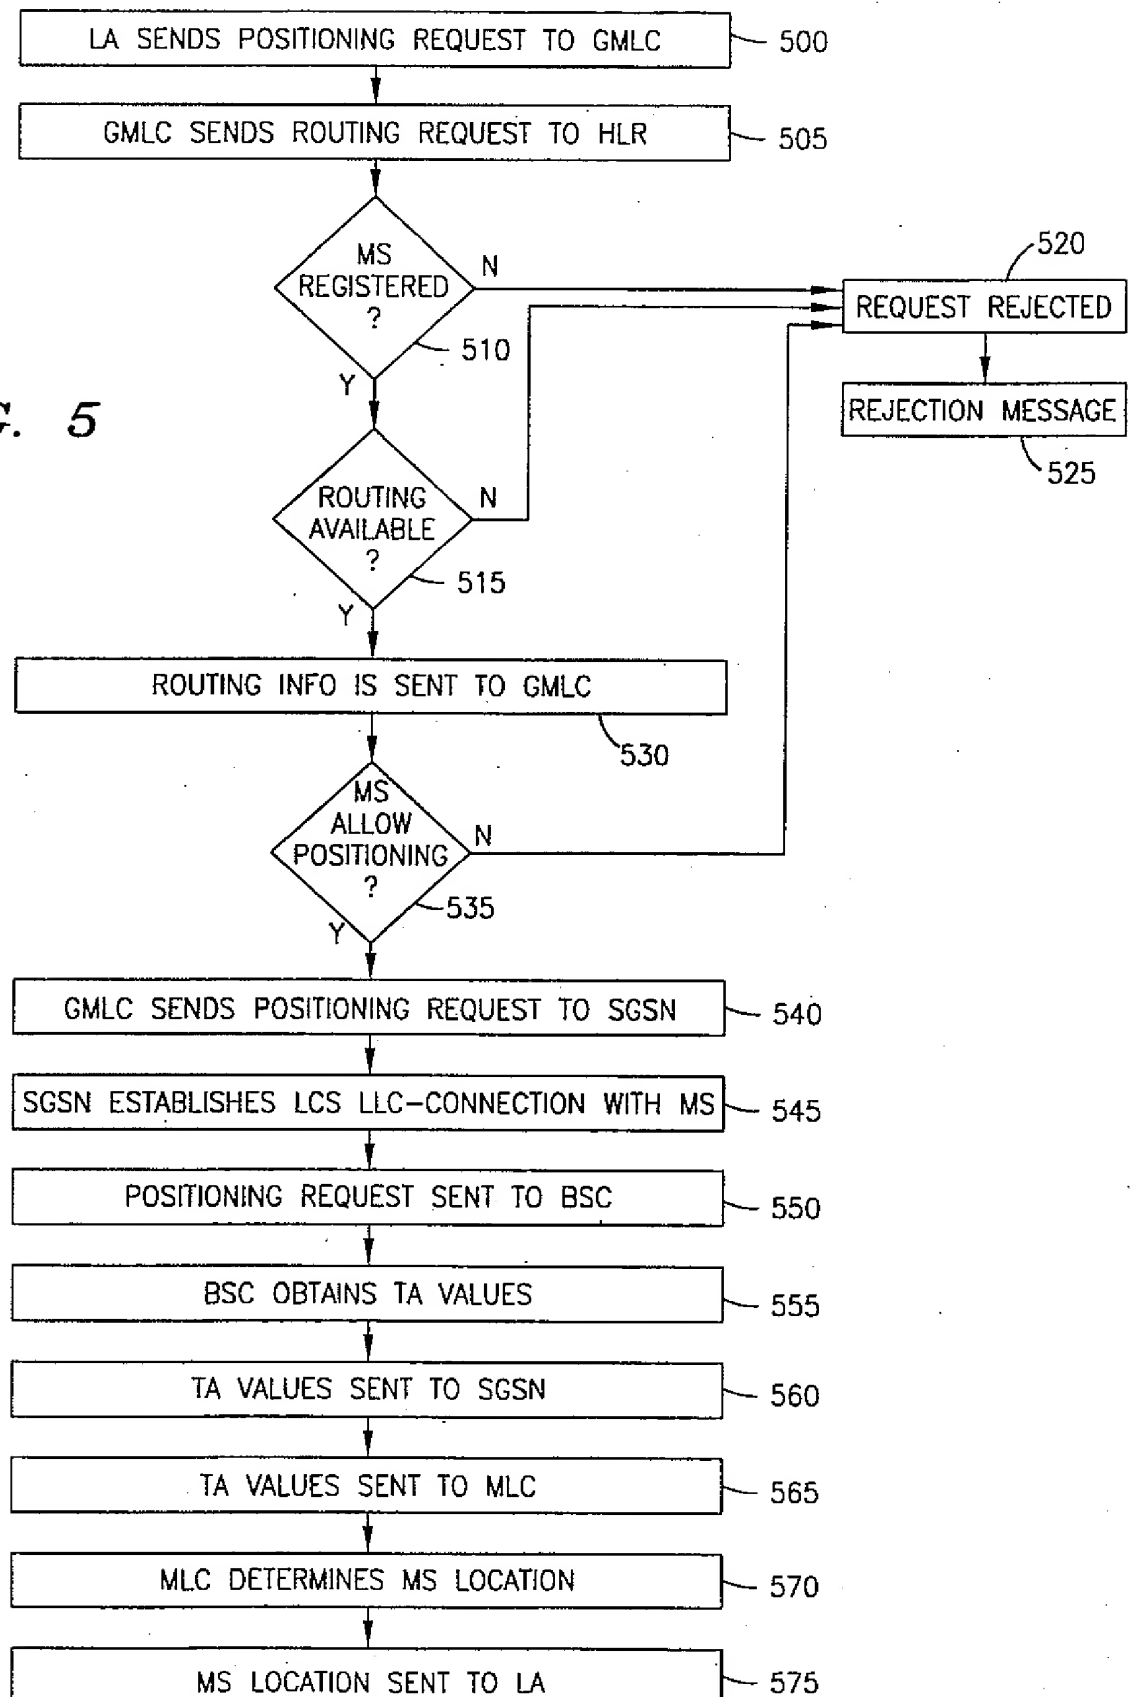 LA SENDS POSITIONING REQUEST TO GMLC
500
GMLC SENDS ROUTING REQUEST TO HLR
505
MS
REGISTERED
?
N
510
Y
520
REQUEST REJECTED
REJECTION MESSAGE
525
G. 5
ROUTING
AVAILABLE
?
N
515
Y
ROUTING INFO IS SENT TO GMLC
530
MS
ALLOW
POSITIONING
?
N
535
Y
GMLC SENDS POSITIONING REQUEST TO SGSN
540
SGSN ESTABLISHES LCS LLC-CONNECTION WITH MS
545
POSITIONING REQUEST SENT TO BSC
550
BSC OBTAINS TA VALUES
555
TA VALUES SENT TO SGSN
560
TA VALUES SENT TO MLC
565
MLC DETERMINES MS LOCATION
570
MS LOCATION SENT TO LA
575